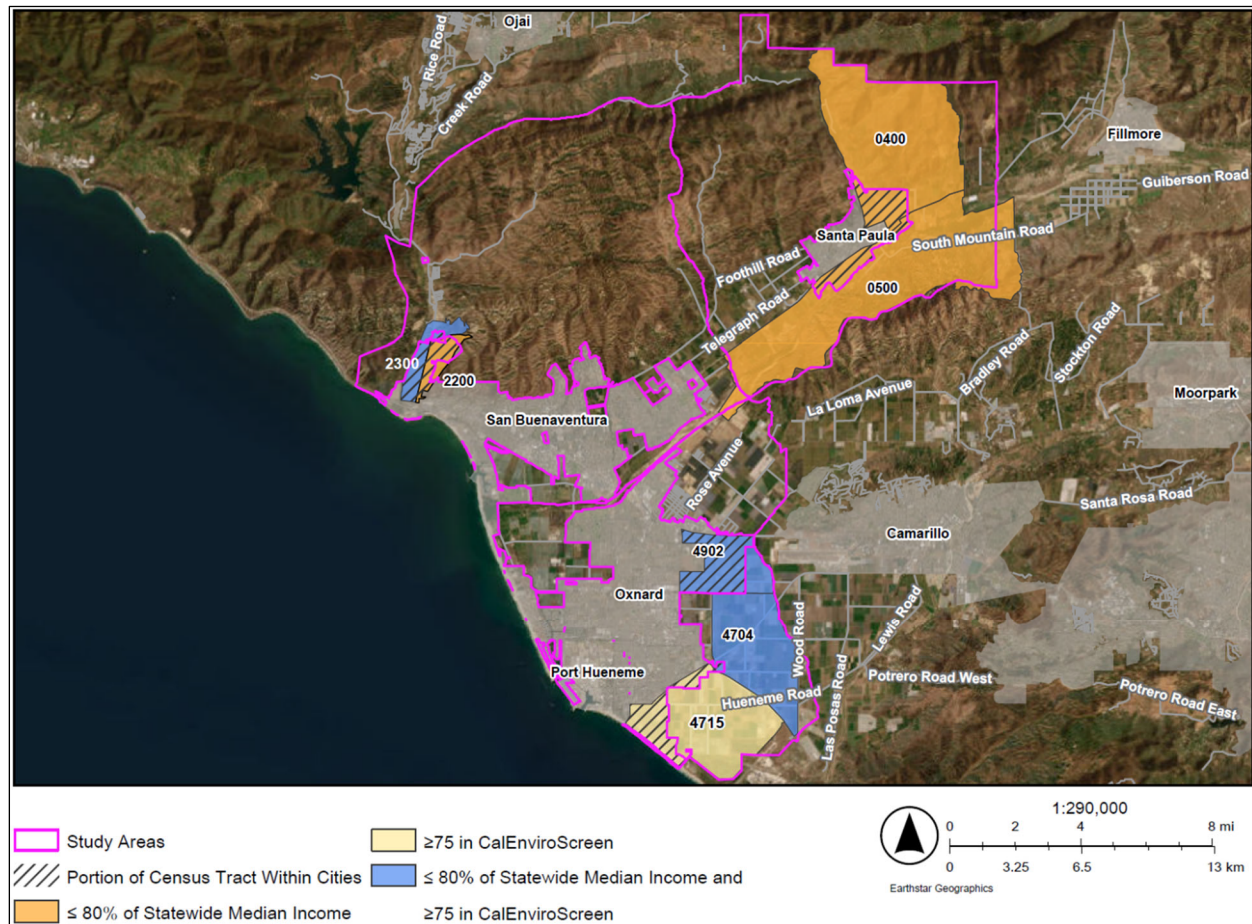 Ojai
Rice Road
Creek Road
0400
Fillmore
Guiberson Road
Santa Paula
South Mountain Road
Foothill Road
0500
Telegraph Road
2300
2200
Bradley Road
Stockton Road
La Loma Avenue
Moorpark
San Buenaventura
Rose Avenue
Santa Rosa Road
Camarillo
4902
Oxnard
4704
Wood Road
Lewis Road
Port Hueneme
Las Posas Road
Potrero Road West
Hueneme Road
Potrero Road East
4715
Study Areas
Portion of Census Tract Within Cities
≤ 80% of Statewide Median Income
≥75 in CalEnviroScreen
≤ 80% of Statewide Median Income and
≥75 in CalEnviroScreen
1:290,000
0 2 4 8 mi
0 3.25 6.5 13 km
Earthstar Geographics